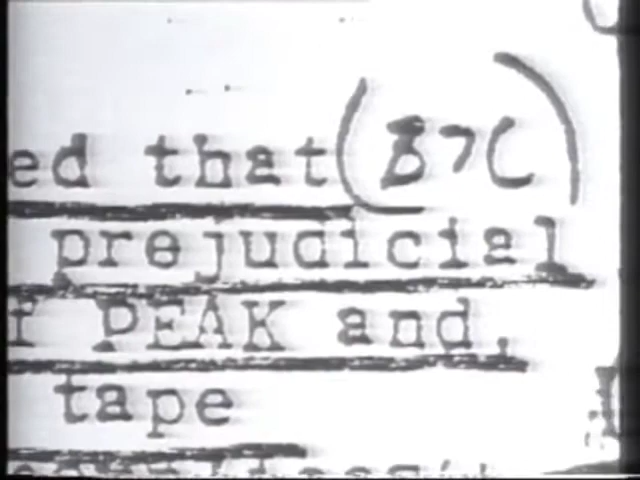 ed that (B7C)
prejudicial
f PEAK and,
tape